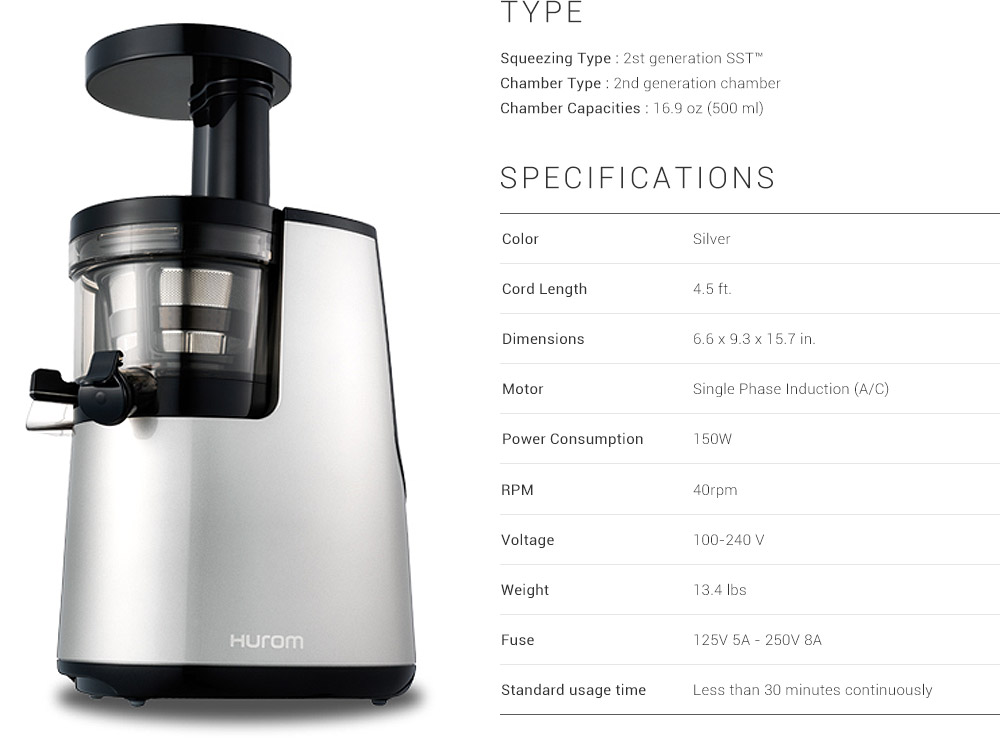 TYPE
Squeezing Type : 2st generation SST™
Chamber Type : 2nd generation chamber
Chamber Capacities : 16.9 oz (500 ml)
SPECIFICATIONS
Color Silver
Cord Length 4.5 ft.
Dimensions 6.6 x 9.3 x 15.7 in.
Motor Single Phase Induction (A/C)
Power Consumption 150W
RPM 40rpm
Voltage 100-240 V
Weight 13.4 lbs
Fuse 125V 5A - 250V 8A
Standard usage time Less than 30 minutes continuously
Hurom